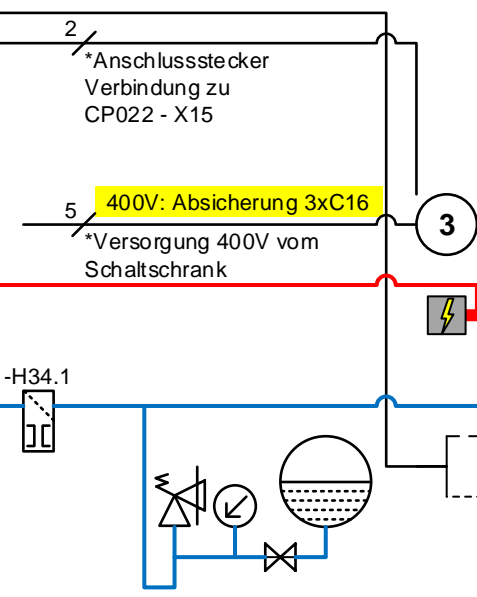 2
*Anschlussstecker
Verbindung zu
CP022 - X15
400V: Absicherung 3xC16
5
3
*Versorgung 400V vom
Schaltschrank
-H34.1